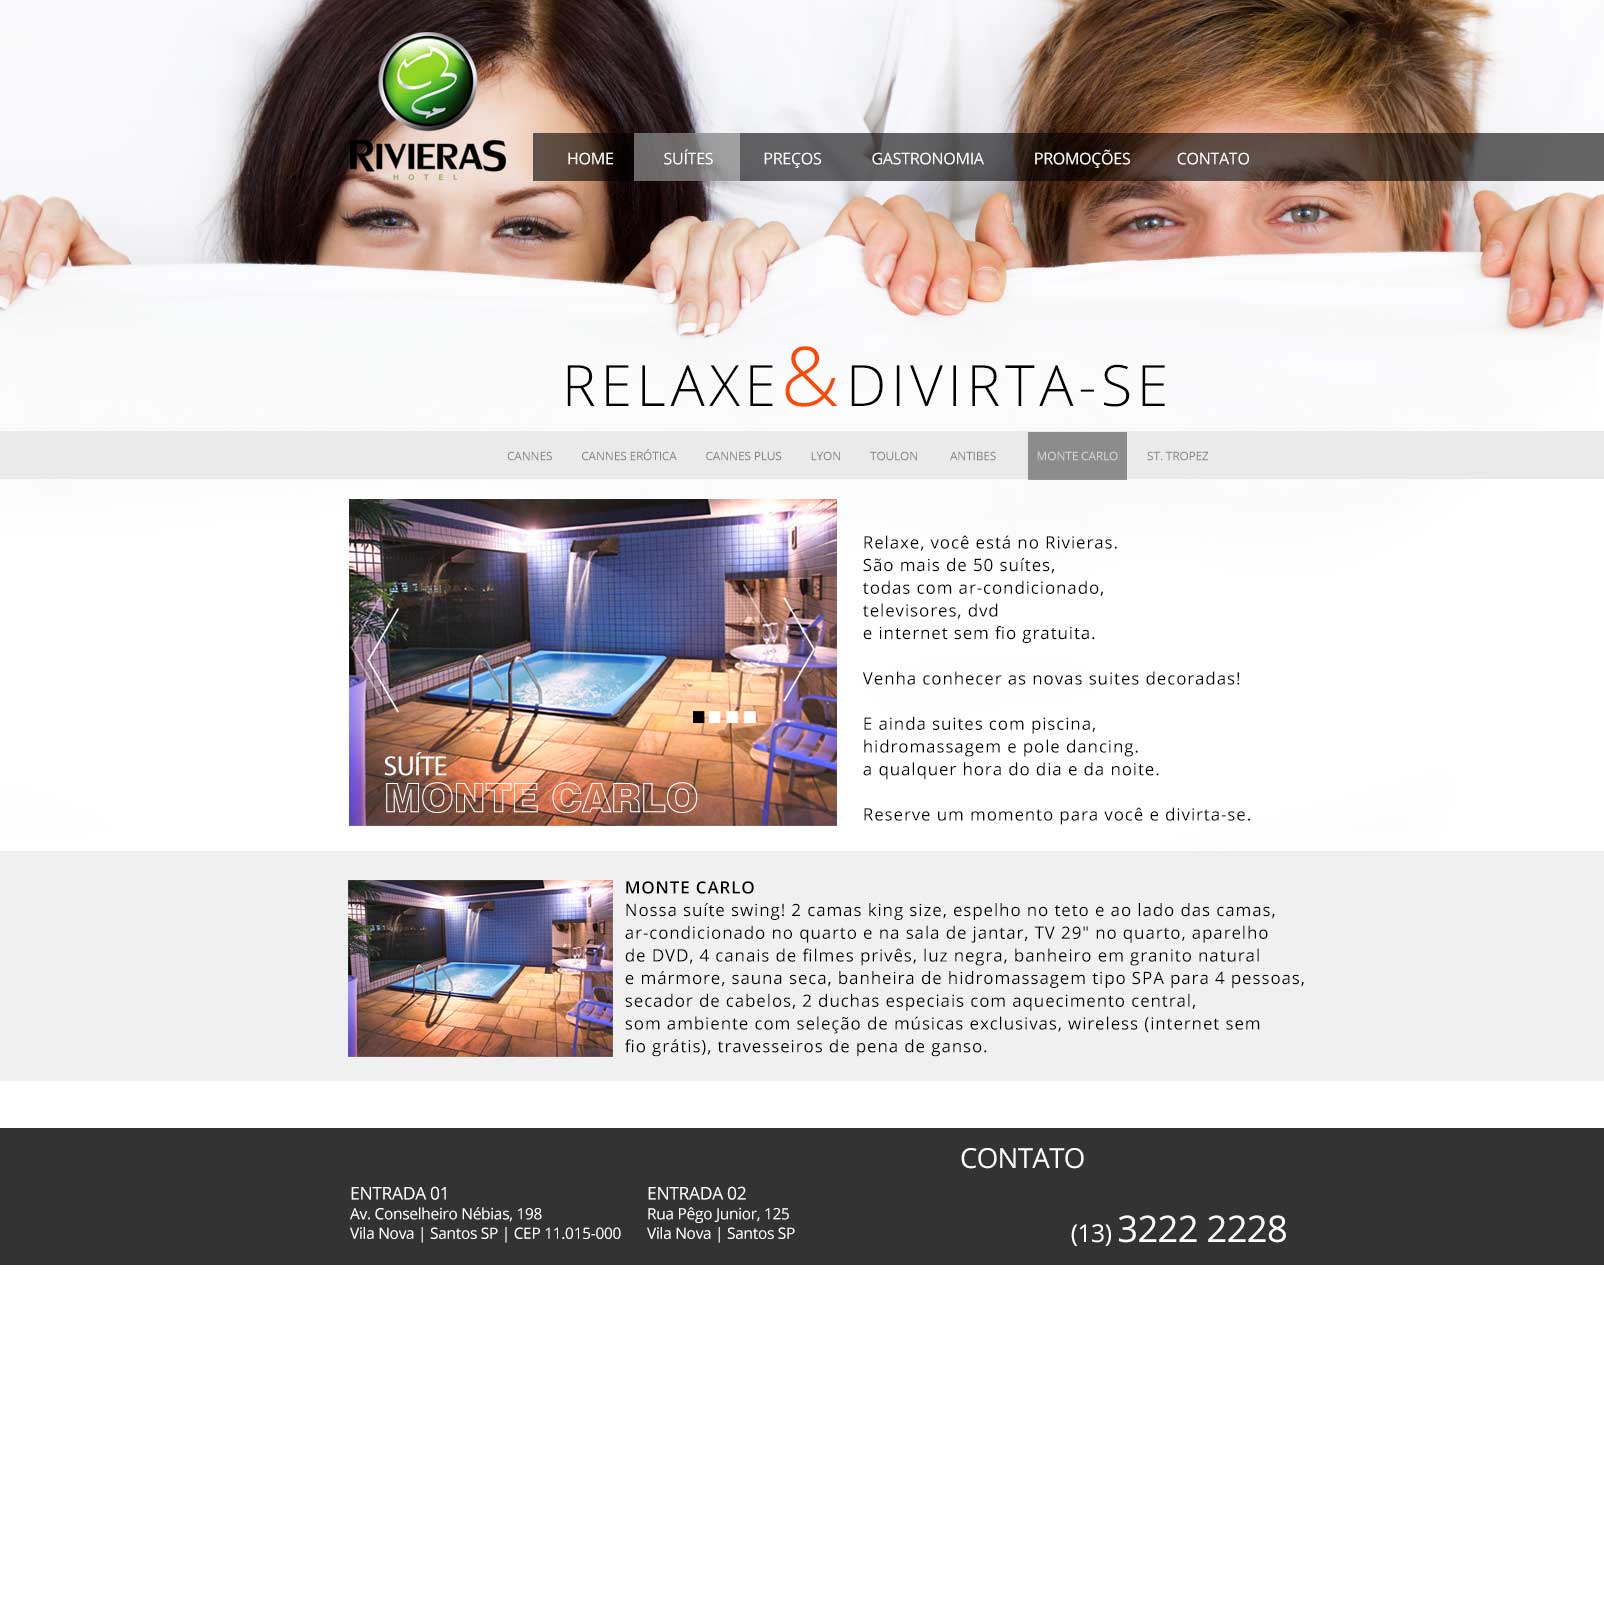 RIVIERAS
HOTEL
HOME SUÍTES PREÇOS GASTRONOMIA PROMOÇÕES CONTATO
RELAXE & DIVIRTA-SE
CANNES CANNES ERÓTICA CANNES PLUS LYON TOULON ANTIBES MONTE CARLO ST. TROPEZ
SUÍTE
MONTE CARLO
Relaxe, você está no Rivieras.
São mais de 50 suítes,
todas com ar-condicionado,
televisores, dvd
e internet sem fio gratuita.
Venha conhecer as novas suites decoradas!
E ainda suites com piscina,
hidromassagem e pole dancing.
a qualquer hora do dia e da noite.
Reserve um momento para você e divirta-se.
MONTE CARLO
Nossa suíte swing! 2 camas king size, espelho no teto e ao lado das camas,
ar-condicionado no quarto e na sala de jantar, TV 29" no quarto, aparelho
de DVD, 4 canais de filmes privês, luz negra, banheiro em granito natural
e mármore, sauna seca, banheira de hidromassagem tipo SPA para 4 pessoas,
secador de cabelos, 2 duchas especiais com aquecimento central,
som ambiente com seleção de músicas exclusivas, wireless (internet sem
fio grátis), travesseiros de pena de ganso.
ENTRADA 01
Av. Conselheiro Nébias, 198
Vila Nova | Santos SP | CEP 11.015-000
ENTRADA 02
Rua Pêgo Junior, 125
Vila Nova | Santos SP
CONTATO
(13) 3222 2228